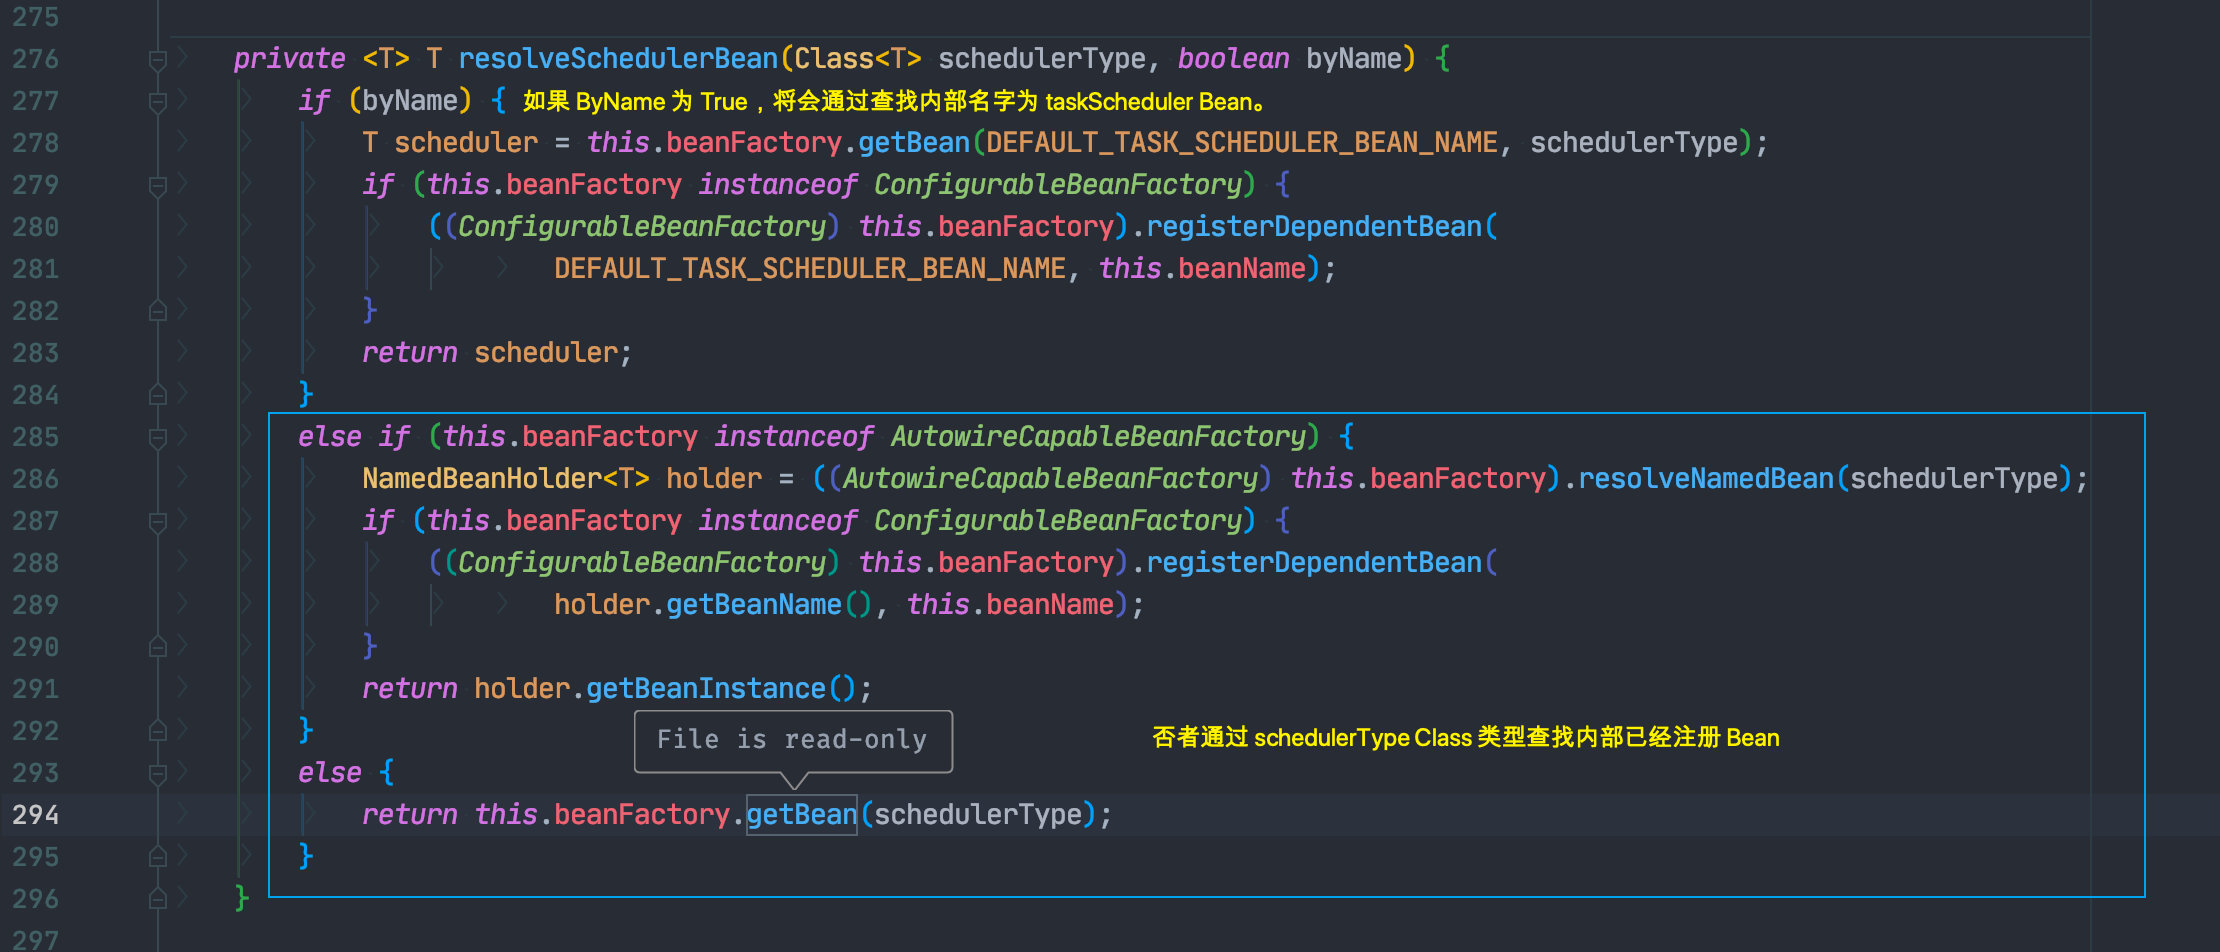 275
276 private <T> T resolveSchedulerBean(Class<T> schedulerType, boolean byName) {
277 if (byName) { 如果 ByName 为 True，将会通过查找内部名字为 taskScheduler Bean。
278 T scheduler = this.beanFactory.getBean(DEFAULT_TASK_SCHEDULER_BEAN_NAME, schedulerType);
279 if (this.beanFactory instanceof ConfigurableBeanFactory) {
280 ((ConfigurableBeanFactory) this.beanFactory).registerDependentBean(
281 DEFAULT_TASK_SCHEDULER_BEAN_NAME, this.beanName);
282 }
283 return scheduler;
284 }
285 else if (this.beanFactory instanceof AutowireCapableBeanFactory) {
286 NamedBeanHolder<T> holder = ((AutowireCapableBeanFactory) this.beanFactory).resolveNamedBean(schedulerType);
287 if (this.beanFactory instanceof ConfigurableBeanFactory) {
288 ((ConfigurableBeanFactory) this.beanFactory).registerDependentBean(
289 holder.getBeanName(), this.beanName);
290 }
291 return holder.getBeanInstance();
292 }
File is read-only
否者通过 schedulerType Class 类型查找内部已经注册 Bean
293 else {
294 return this.beanFactory.getBean(schedulerType);
295 }
296 }
297